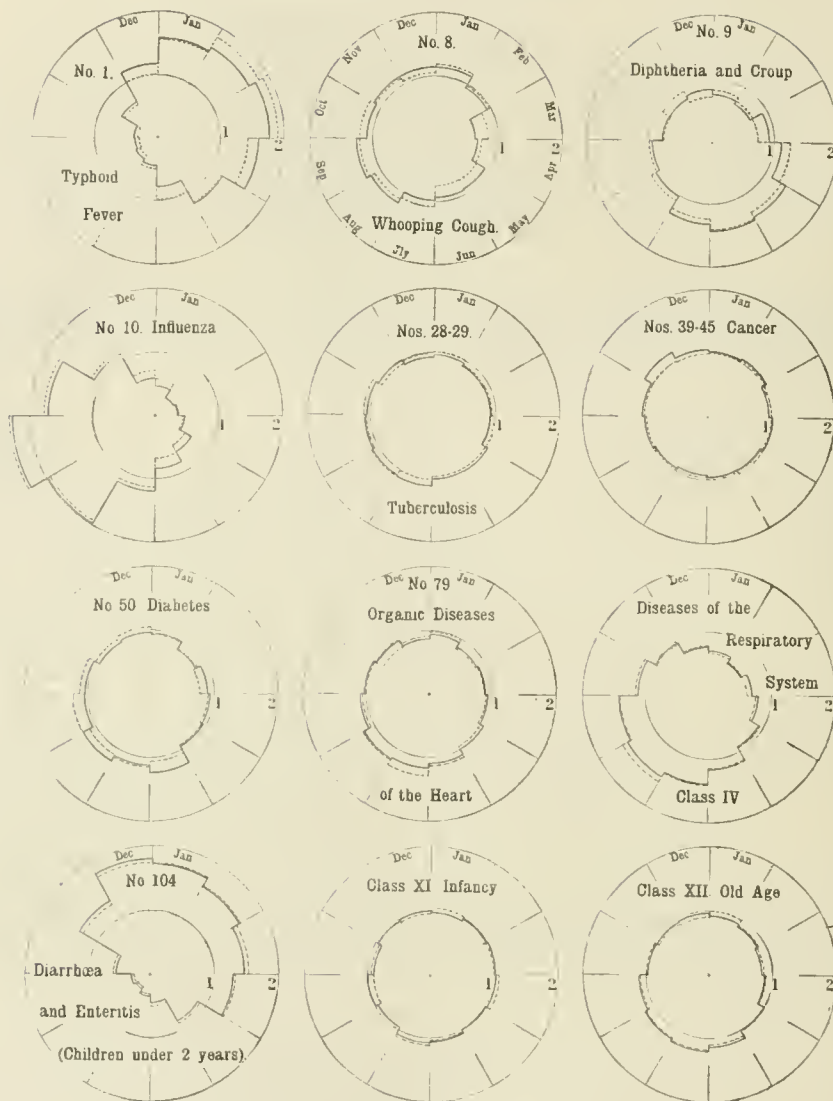 Dec Jan
No. 1.
1 2
Typhoid
Fever
Dec Jan
Nov No. 8. Feb
Oct Mar
1 2
Sep Apr
Whooping Cough.
Aug May
Jly Jun
Dec No. 9 Jan
Diphtheria and Croup
1 2
Dec Jan
No 10. Influenza
1 2
Dec Jan
Nos. 28-29.
1 2
Tuberculosis
Dec Jan
Nos. 39-45 Cancer
1 2
Dec Jan
No 50 Diabetes
1 2
Dec No 79 Jan
Organic Diseases
1 2
of the Heart
Dec Jan
Diseases of the
Respiratory
System
1 2
Class IV
Dec Jan
No 104
Diarrhœa
1 2
and Enteritis
(Children under 2 years).
Dec Jan
Class XI Infancy
1 2
Dec Jan
Class XII. Old Age
1 2